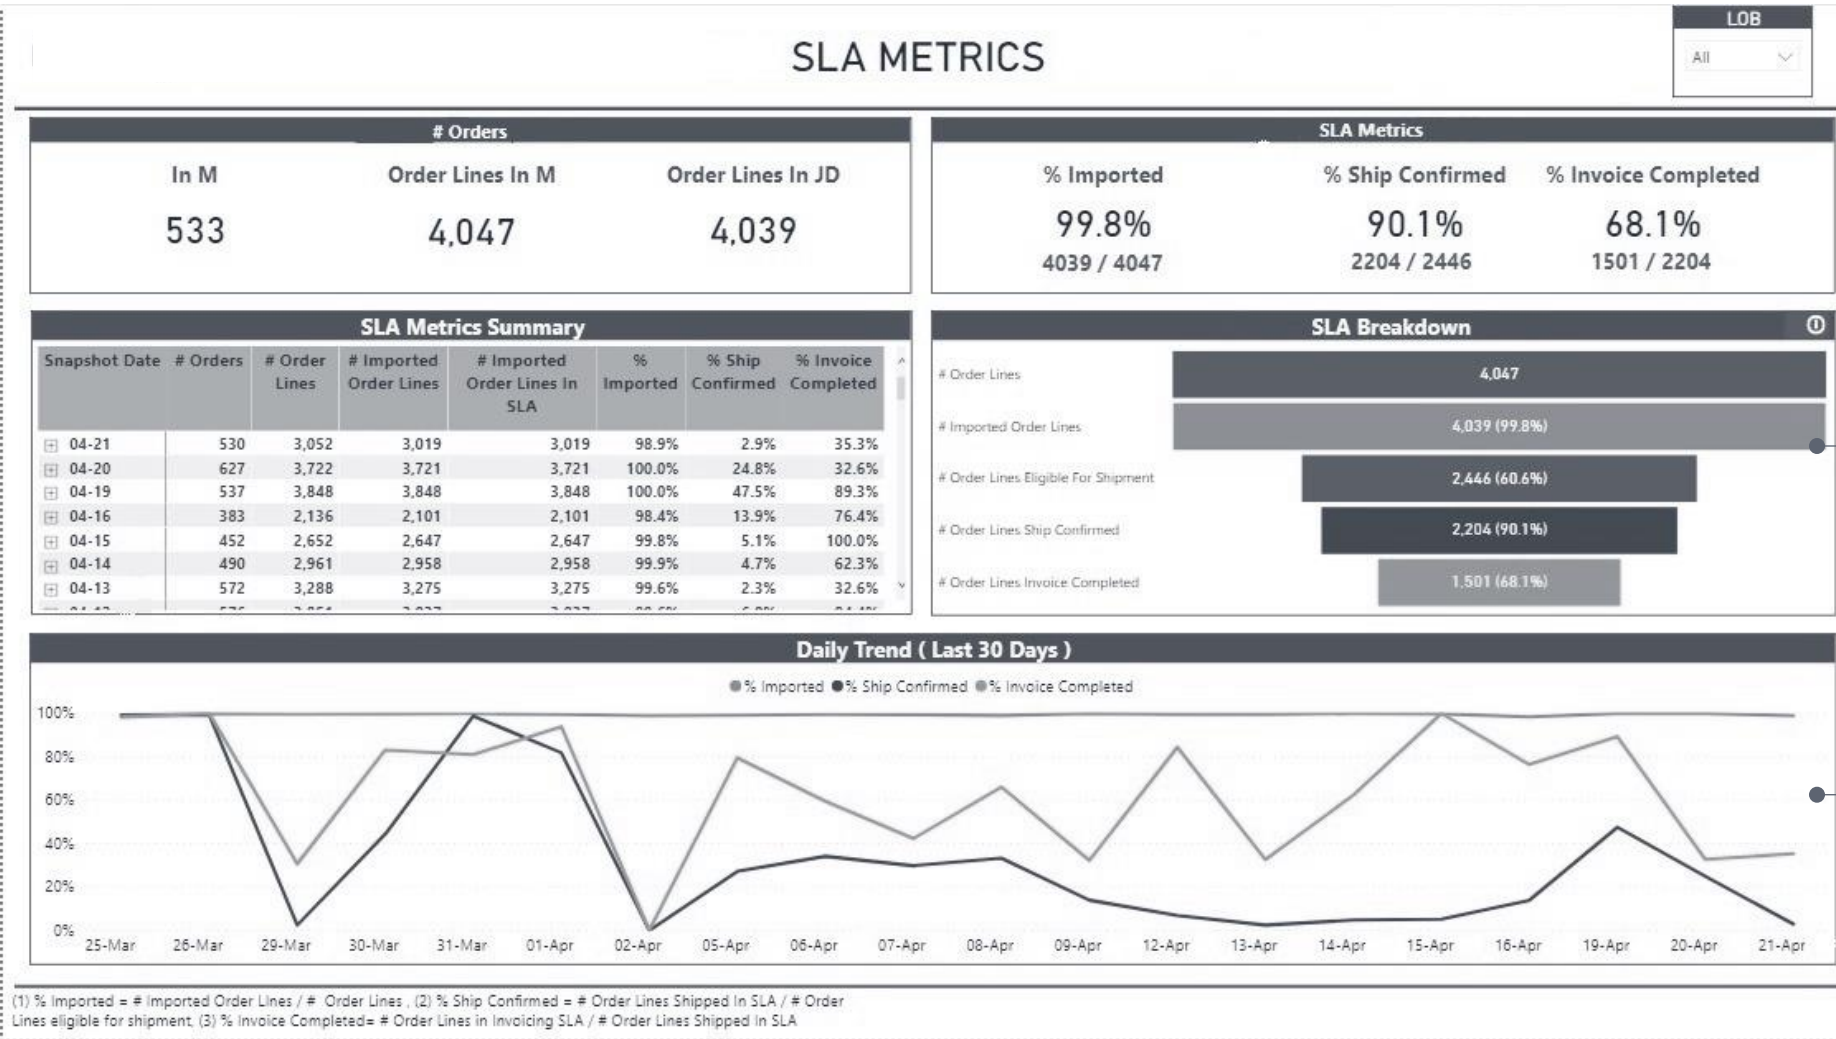 LOB
All
SLA METRICS
# Orders
In M
Order Lines In M
Order Lines In JD
533
4,047
4,039
SLA Metrics
% Imported
% Ship Confirmed
% Invoice Completed
99.8%
90.1%
68.1%
4039 / 4047
2204 / 2446
1501 / 2204
SLA Metrics Summary
Snapshot Date # Orders # Order Lines # Imported Order Lines # Imported Order Lines In SLA % Imported % Ship Confirmed % Invoice Completed
04-21 530 3,052 3,019 3,019 98.9% 2.9% 35.3%
04-20 627 3,722 3,721 3,721 100.0% 24.8% 32.6%
04-19 537 3,848 3,848 3,848 100.0% 47.5% 89.3%
04-16 383 2,136 2,101 2,101 98.4% 13.9% 76.4%
04-15 452 2,652 2,647 2,647 99.8% 5.1% 100.0%
04-14 490 2,961 2,958 2,958 99.9% 4.7% 62.3%
04-13 572 3,288 3,275 3,275 99.6% 2.3% 32.6%
SLA Breakdown
# Order Lines 4,047
# Imported Order Lines 4,039 (99.8%)
# Order Lines Eligible For Shipment 2,446 (60.6%)
# Order Lines Ship Confirmed 2,204 (90.1%)
# Order Lines Invoice Completed 1,501 (68.1%)
Daily Trend ( Last 30 Days )
% Imported % Ship Confirmed % Invoice Completed
100%
80%
60%
40%
20%
0%
25-Mar 26-Mar 29-Mar 30-Mar 31-Mar 01-Apr 02-Apr 05-Apr 06-Apr 07-Apr 08-Apr 09-Apr 12-Apr 13-Apr 14-Apr 15-Apr 16-Apr 19-Apr 20-Apr 21-Apr
(1) % Imported = # Imported Order Lines / # Order Lines , (2) % Ship Confirmed = # Order Lines Shipped In SLA / # Order
Lines eligible for shipment, (3) % Invoice Completed= # Order Lines in Invoicing SLA / # Order Lines Shipped In SLA